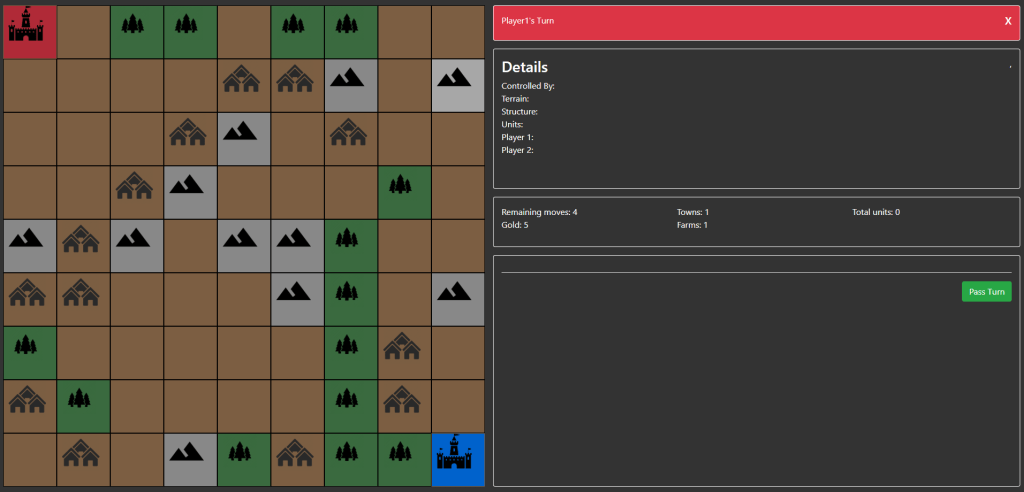 Player1's Turn X
Details
Controlled By:
Terrain:
Structure:
Units:
Player 1:
Player 2:
Remaining moves: 4 Towns: 1 Total units: 0
Gold: 5 Farms: 1
Pass Turn